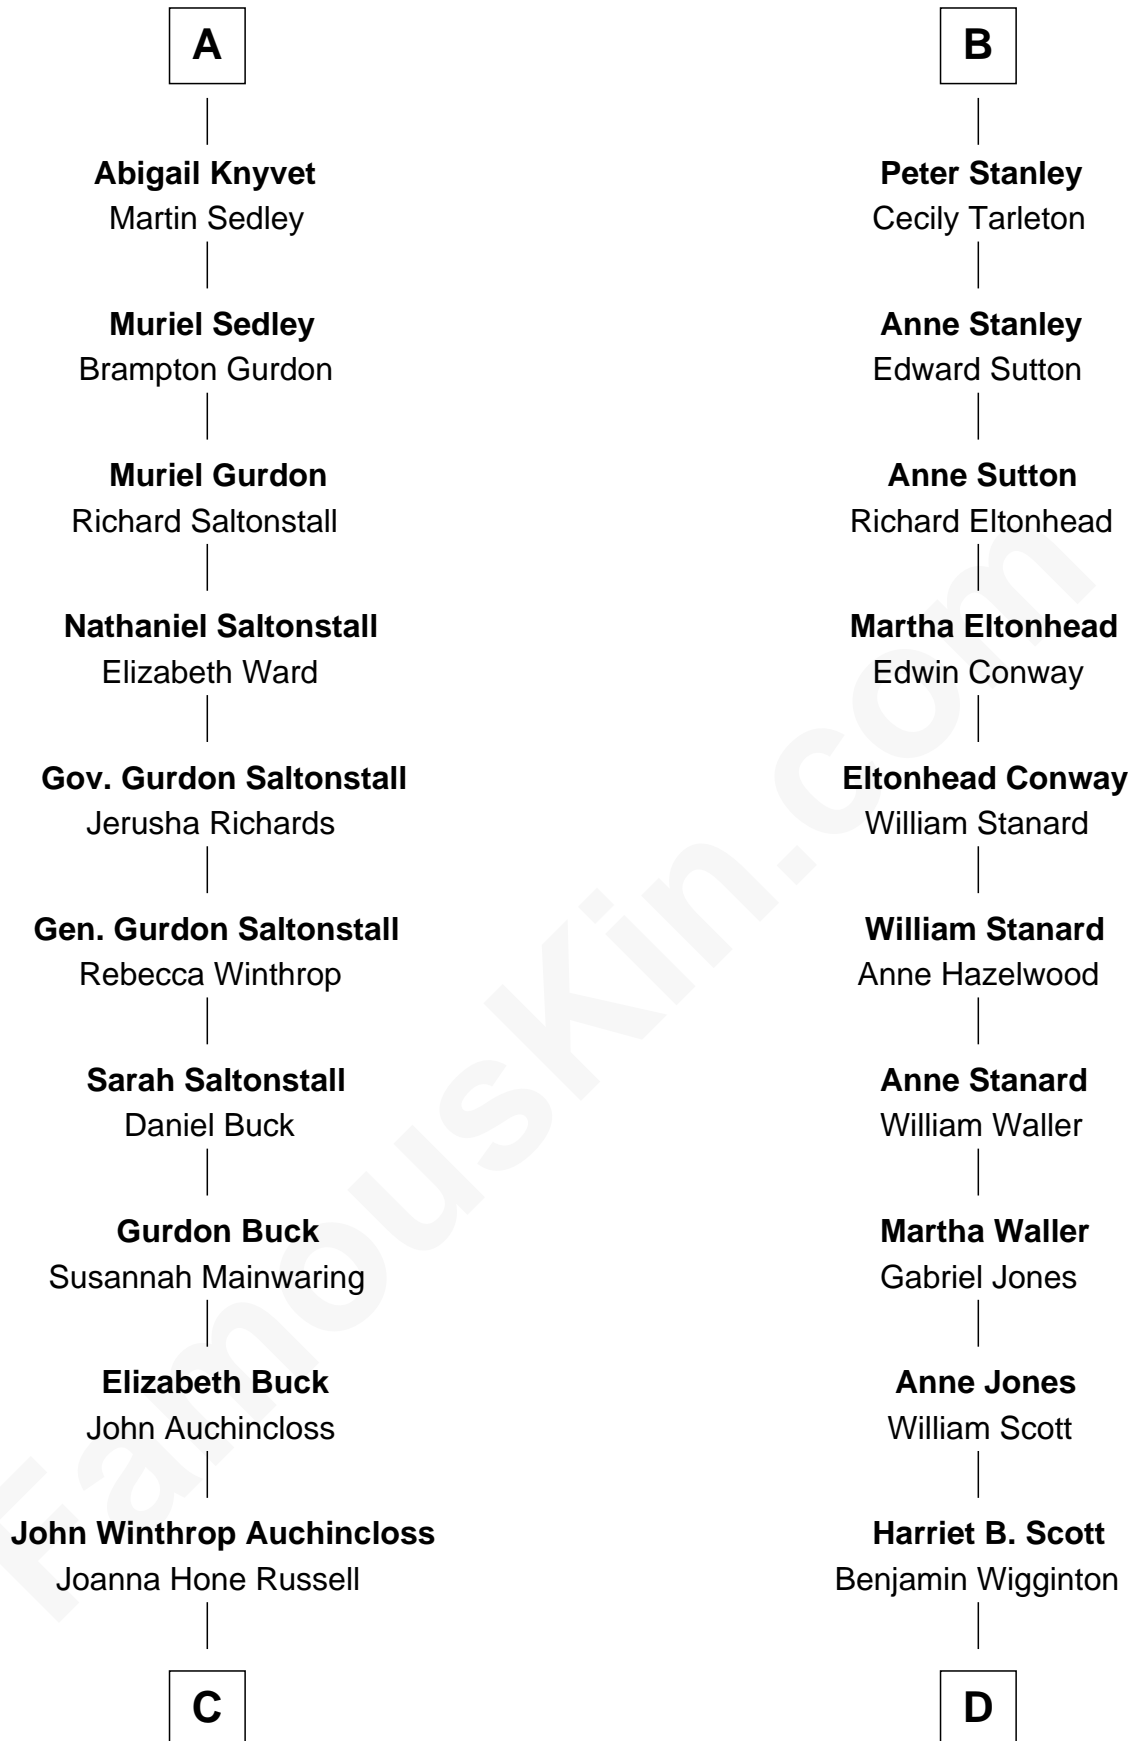 A
Abigail Knyvet
Martin Sedley
Muriel Sedley
Brampton Gurdon
Muriel Gurdon
Richard Saltonstall
Nathaniel Saltonstall
Elizabeth Ward
Gov. Gurdon Saltonstall
Jerusha Richards
Gen. Gurdon Saltonstall
Rebecca Winthrop
Sarah Saltonstall
Daniel Buck
Gurdon Buck
Susannah Mainwaring
Elizabeth Buck
John Auchincloss
John Winthrop Auchincloss
Joanna Hone Russell
C
B
Peter Stanley
Cecily Tarleton
Anne Stanley
Edward Sutton
Anne Sutton
Richard Eltonhead
Martha Eltonhead
Edwin Conway
Eltonhead Conway
William Stanard
William Stanard
Anne Hazelwood
Anne Stanard
William Waller
Martha Waller
Gabriel Jones
Anne Jones
William Scott
Harriet B. Scott
Benjamin Wigginton
D
FamousKin.com